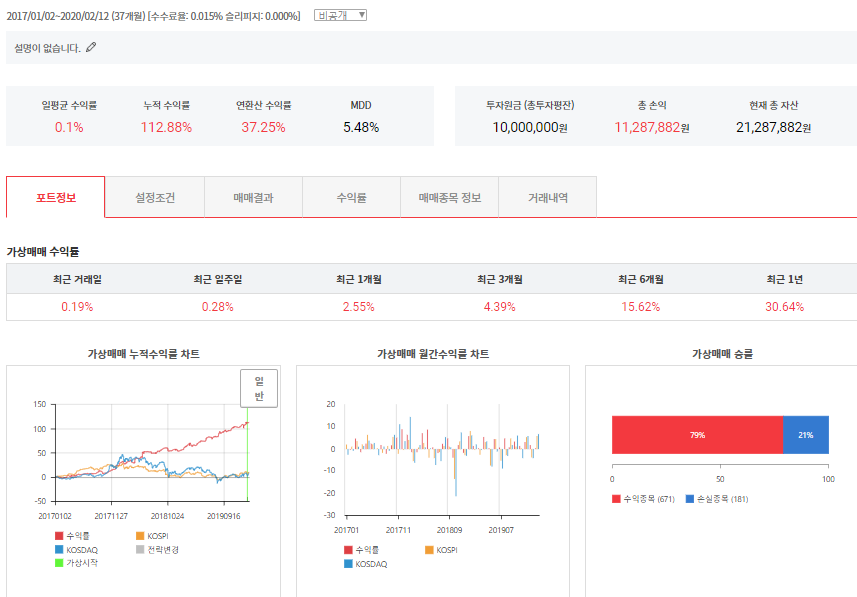 2017/01/02~2020/02/12 (37개월) [수수료율: 0.015% 슬리피지: 0.000%] 비공개
설명이 없습니다.
일평균 수익률 누적 수익률 연환산 수익률 MDD 투자원금 (총투자평잔) 총 손익 현재 총 자산
0.1% 112.88% 37.25% 5.48% 10,000,000원 11,287,882원 21,287,882원
포트정보 설정조건 매매결과 수익률 매매종목 정보 거래내역
가상매매 수익률
최근 거래일 최근 일주일 최근 1개월 최근 3개월 최근 6개월 최근 1년
0.19% 0.28% 2.55% 4.39% 15.62% 30.64%
가상매매 누적수익률 차트
일
반
150
100
50
0
-50
20170102 20171127 20181024 20190916
수익률 KOSPI
KOSDAQ 전략변경
가상시작
가상매매 월간수익률 차트
20
10
0
-10
-20
-30
201701 201711 201809 201907
수익률 KOSPI
KOSDAQ
가상매매 승률
79% 21%
0 50 100
수익종목 (671) 손실종목 (181)